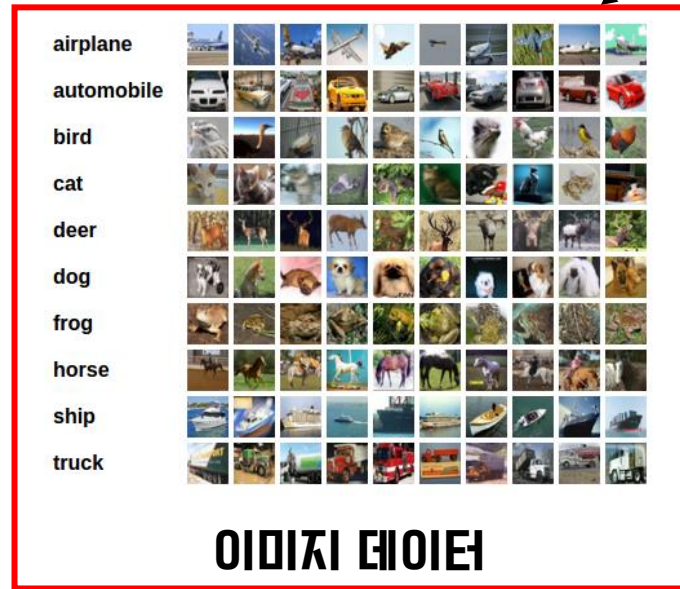 airplane
automobile
bird
cat
deer
dog
frog
horse
ship
truck
이미지 데이터